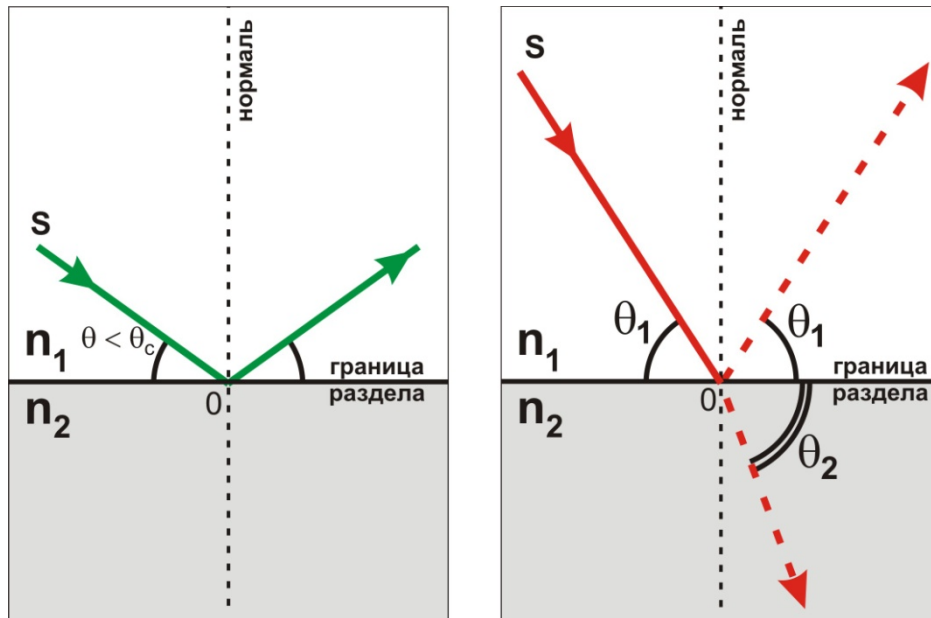 нормаль
S
n₁
θ < θc
граница
раздела
0
n₂
нормаль
S
θ₁
θ₁
n₁
граница
раздела
0
n₂
θ₂